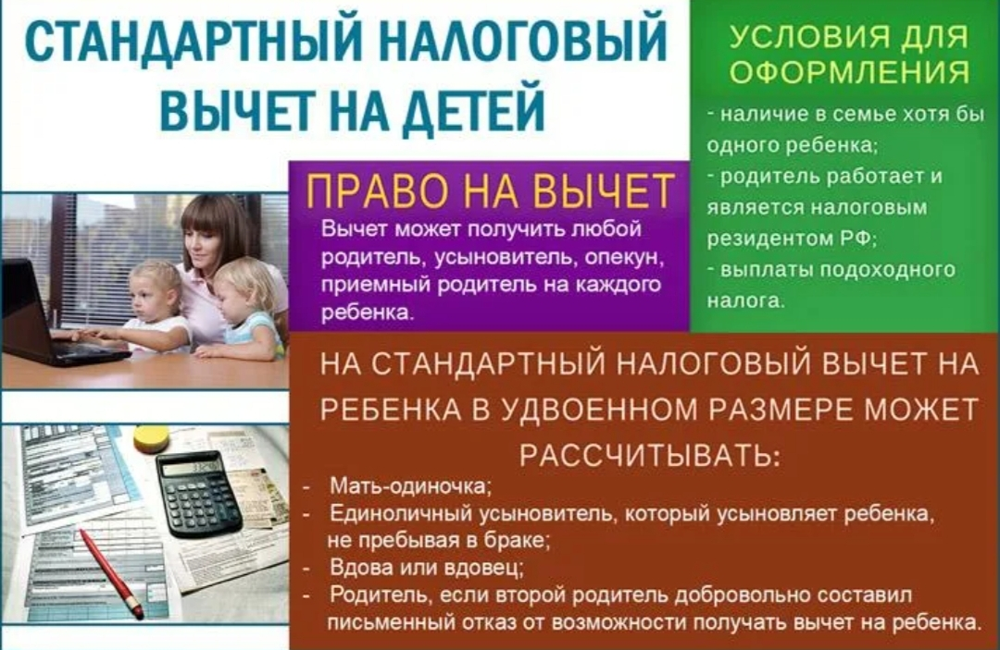 СТАНДАРТНЫЙ НАЛОГОВЫЙ
ВЫЧЕТ НА ДЕТЕЙ
ПРАВО НА ВЫЧЕТ
Вычет может получить любой
родитель, усыновитель, опекун,
приемный родитель на каждого
ребенка.
УСЛОВИЯ ДЛЯ
ОФОРМЛЕНИЯ
- наличие в семье хотя бы
одного ребенка;
- родитель работает и
является налоговым
резидентом РФ;
- выплаты подоходного
налога.
НА СТАНДАРТНЫЙ НАЛОГОВЫЙ ВЫЧЕТ НА
РЕБЕНКА В УДВОЕННОМ РАЗМЕРЕ МОЖЕТ
РАССЧИТЫВАТЬ:
- Мать-одиночка;
- Единоличный усыновитель, который усыновляет ребенка,
не пребывая в браке;
- Вдова или вдовец;
- Родитель, если второй родитель добровольно составил
письменный отказ от возможности получать вычет на ребенка.